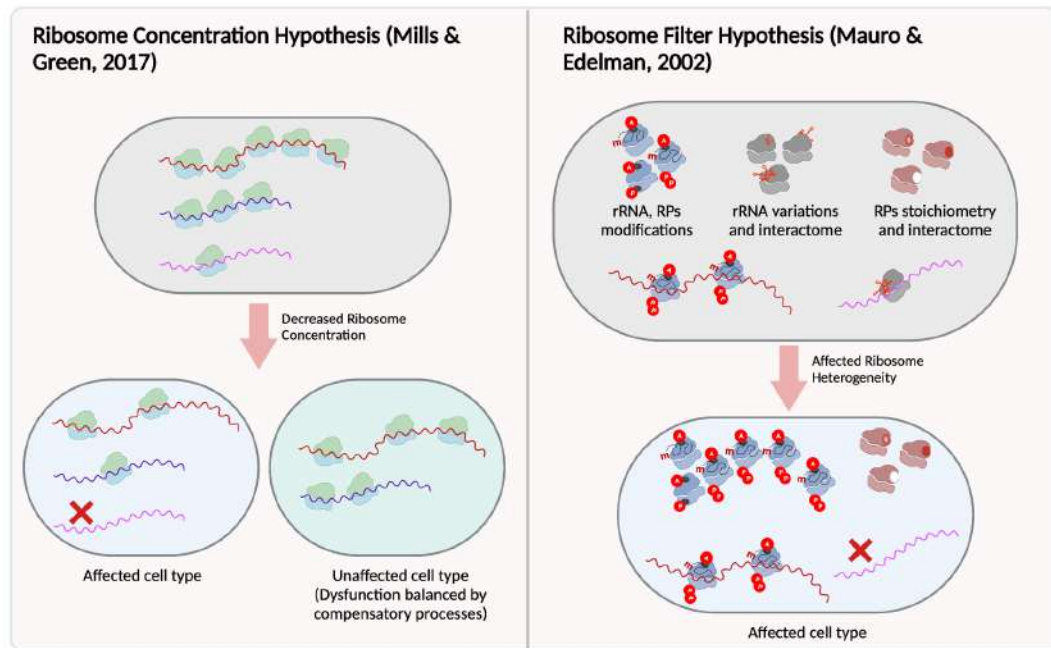 Ribosome Concentration Hypothesis (Mills &
Green, 2017)
Decreased Ribosome
Concentration
Affected cell type
Unaffected cell type
(Dysfunction balanced by
compensatory processes)
Ribosome Filter Hypothesis (Mauro &
Edelman, 2002)
A
m
A
m
A
P
P
P
rRNA, RPs
modifications
rRNA variations
and interactome
RPs stoichiometry
and interactome
A
m
P
P
A
m
P
P
Affected Ribosome
Heterogeneity
A
A
A
A
m
m
m
m
A
m
P
P
P
P
P
P
P
P
P
A
m
P
P
A
m
P
P
Affected cell type